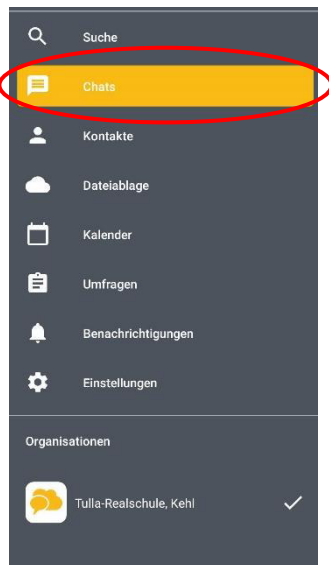 Suche
Chats
Kontakte
Dateiablage
Kalender
Umfragen
Benachrichtigungen
Einstellungen
Organisationen
Tulla-Realschule, Kehl